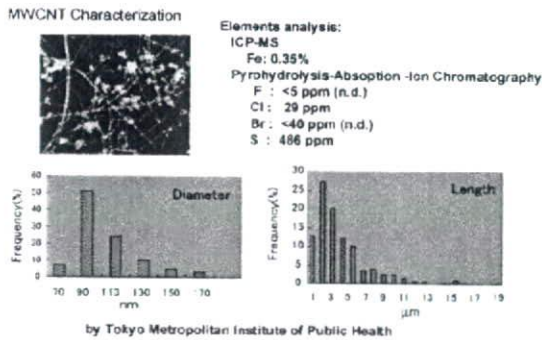 MWCNT Characterization
Elements analysis:
ICP-MS
Fe: 0.35%
Pyrohydrolysis-Absoption -Ion Chromatography
F : <5 ppm (n.d.)
Cl : 29 ppm
Br : <40 ppm (n.d.)
S : 486 ppm
Diameter
Frequency(%)
60
50
40
30
20
10
0
70 90 110 130 150 170
nm
Length
Frequency(%)
30
25
20
15
10
5
0
1 3 5 7 9 11 13 15 17 19
μm
by Tokyo Metropolitan Institute of Public Health